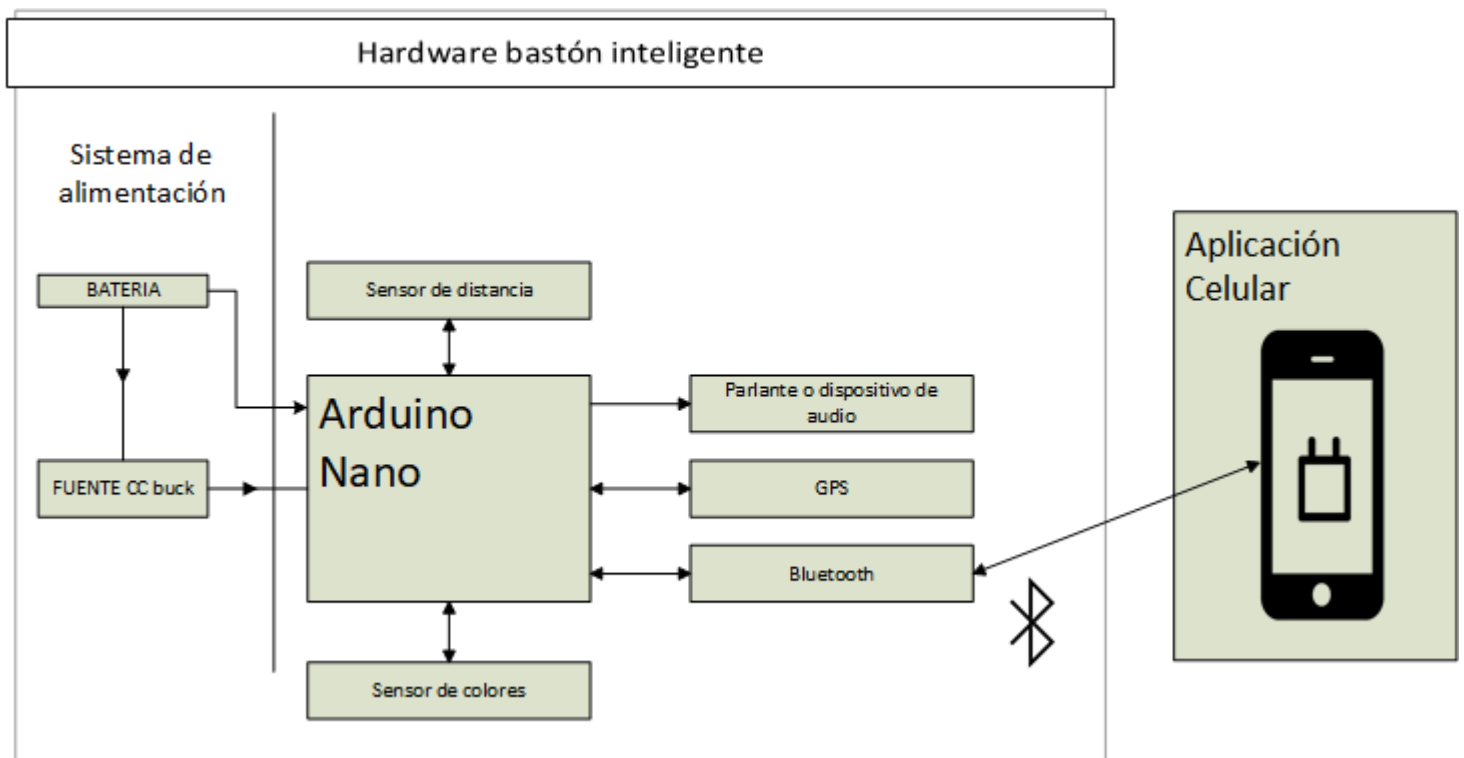 Hardware bastón inteligente
Sistema de
alimentación
BATERIA
FUENTE CC buck
Sensor de distancia
Arduino
Nano
Parlante o dispositivo de
audio
GPS
Bluetooth
Sensor de colores
Aplicación
Celular